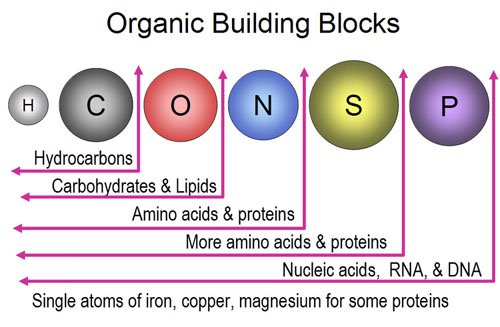 Organic Building Blocks
H C O N S P
Hydrocarbons
Carbohydrates & Lipids
Amino acids & proteins
More amino acids & proteins
Nucleic acids, RNA, & DNA
Single atoms of iron, copper, magnesium for some proteins